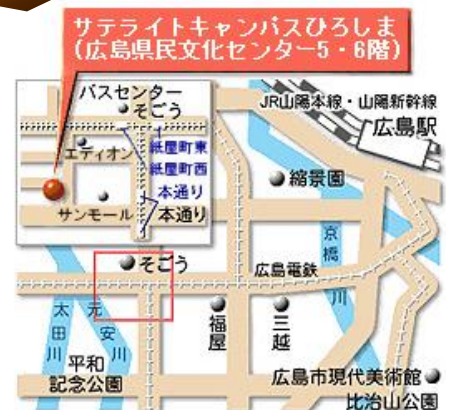 サテライトキャンパスひろしま
(広島県民文化センター5・6階)
バスセンター
そごう
エディオン
紙屋町東
紙屋町西
本通り
サンモール
本通り
JR山陽本線・山陽新幹線
広島駅
縮景園
京橋川
そごう
広島電鉄
太田川
元安川
平和
記念公園
福屋
三越
広島市現代美術館
比治山公園